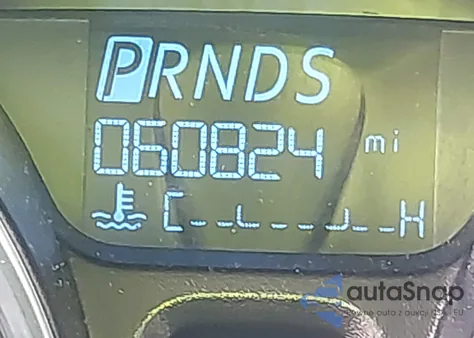 PRNDS
060824 mi
C H
autaSnap